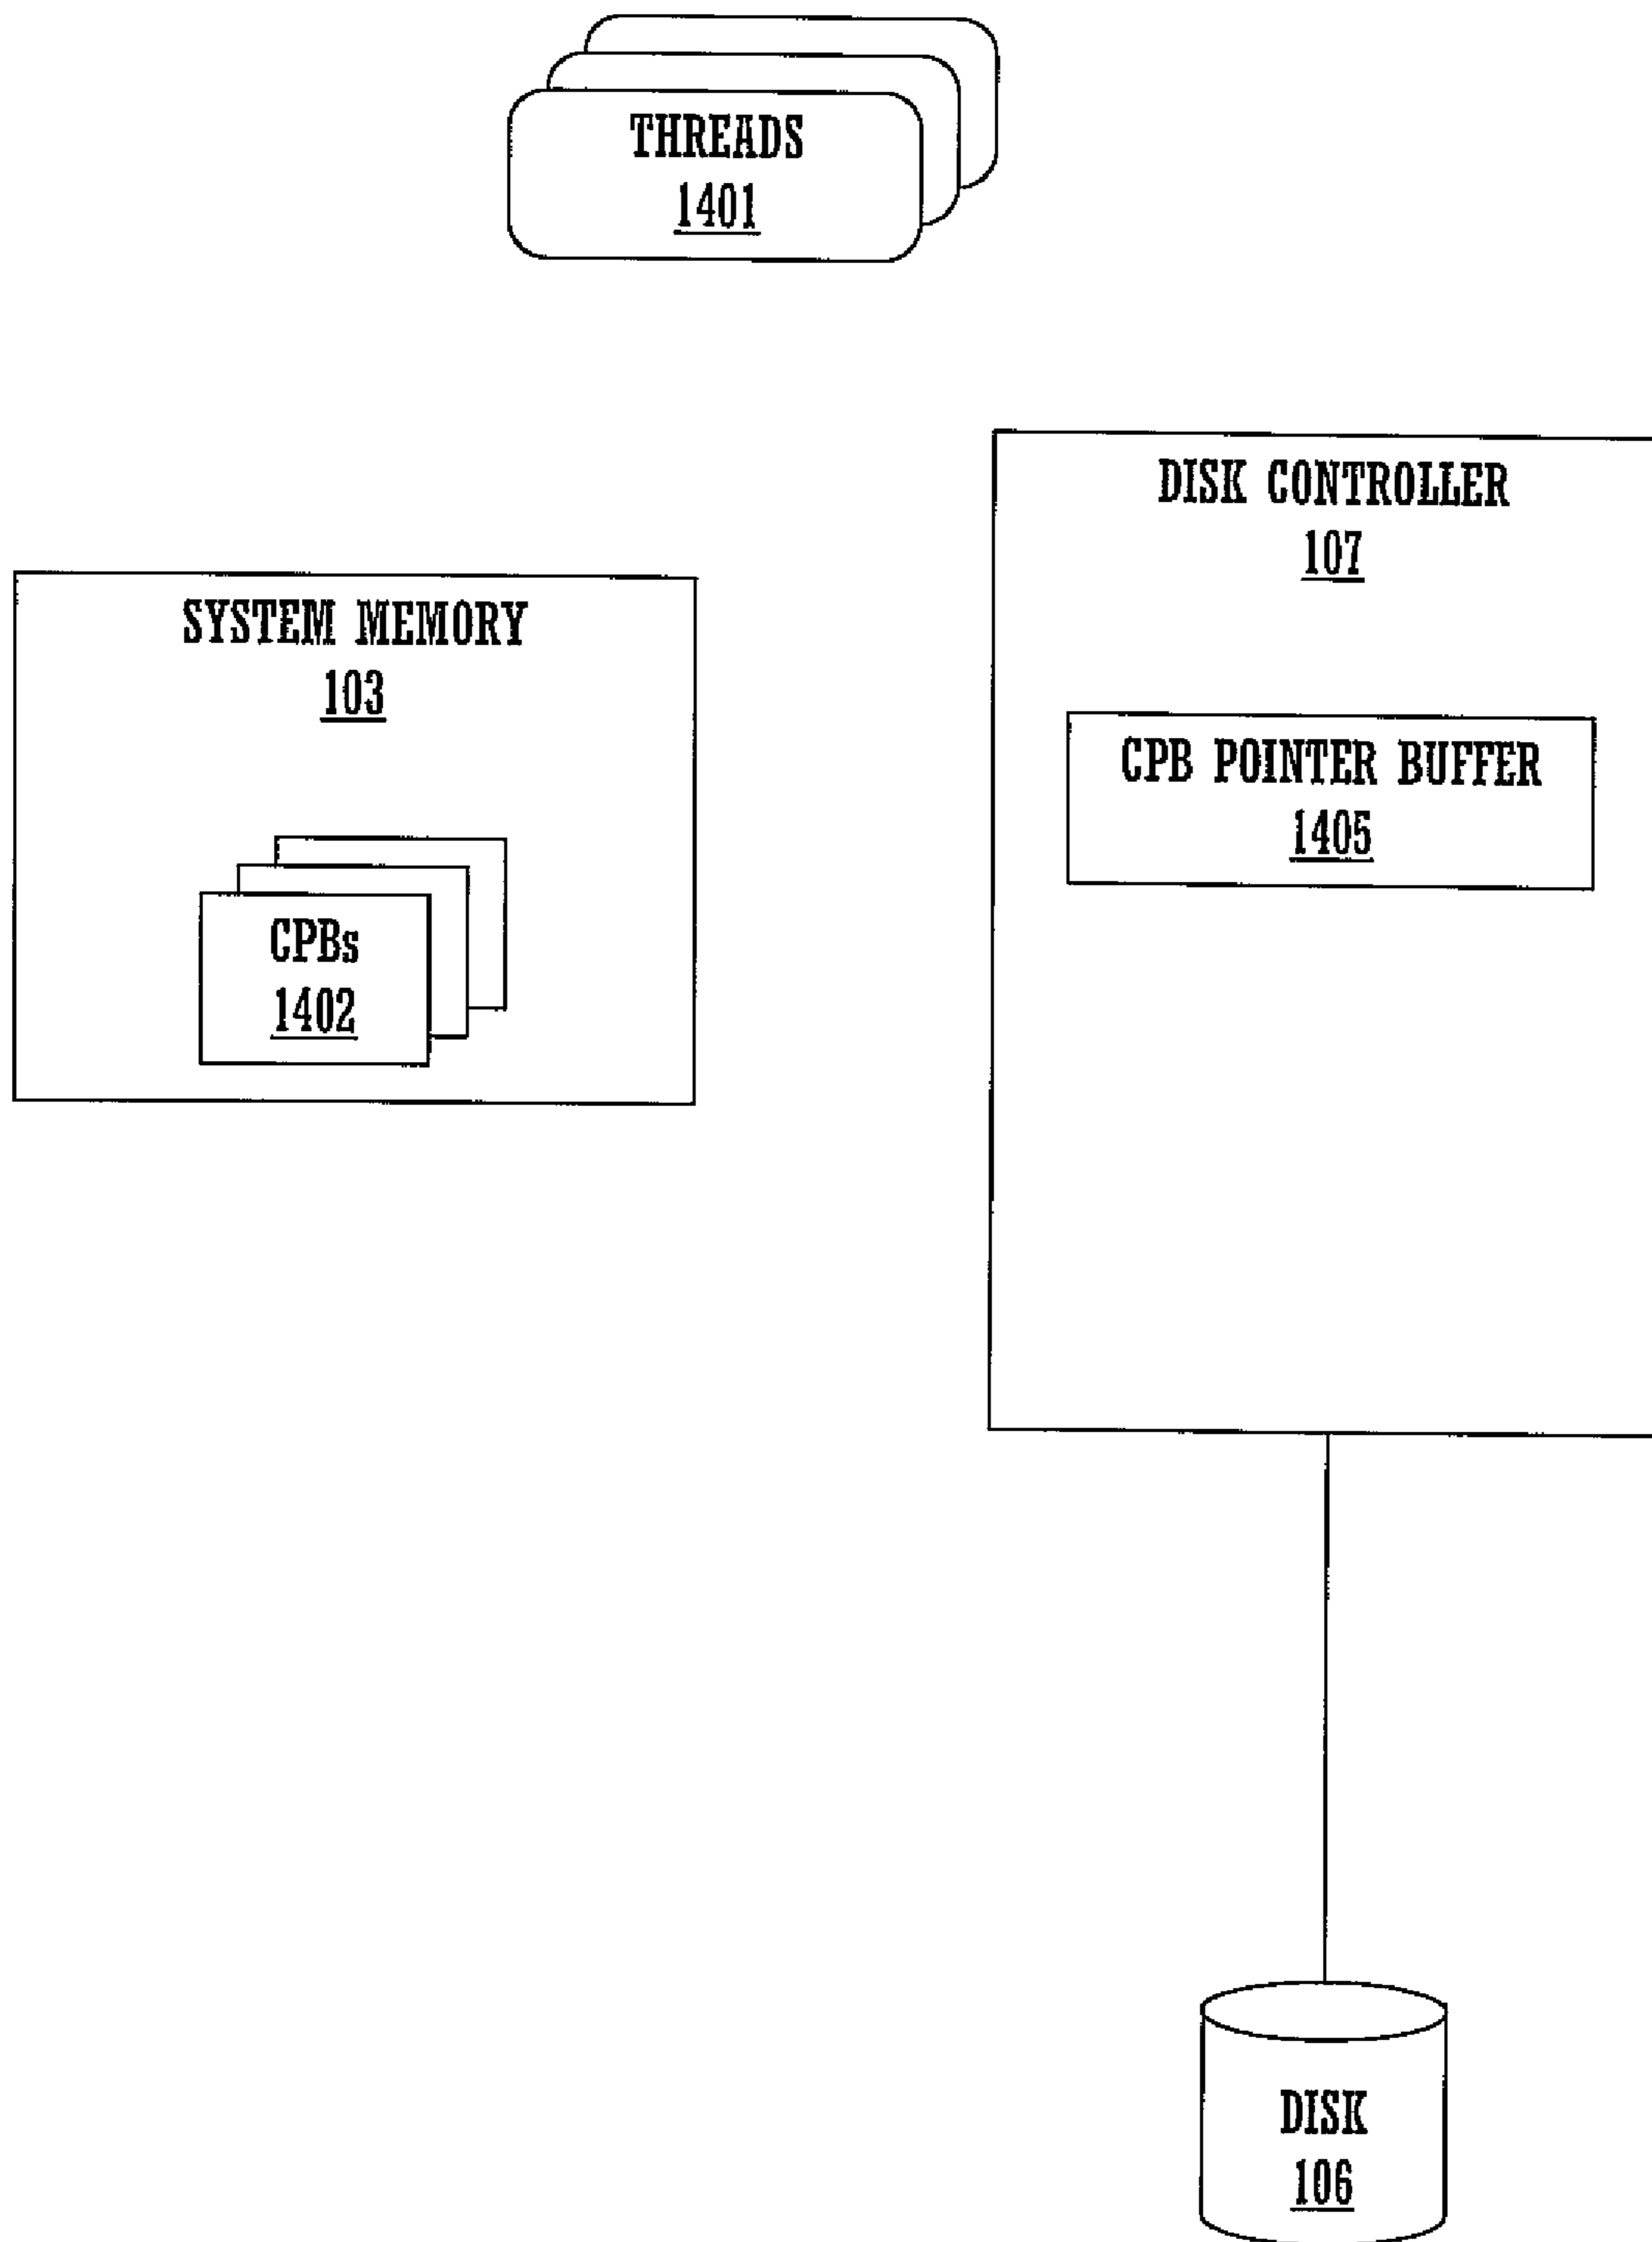 THREADS
1401
DISK CONTROLLER
107
SYSTEM MEMORY
103
CPB POINTER BUFFER
1405
CPBs
1402
DISK
106